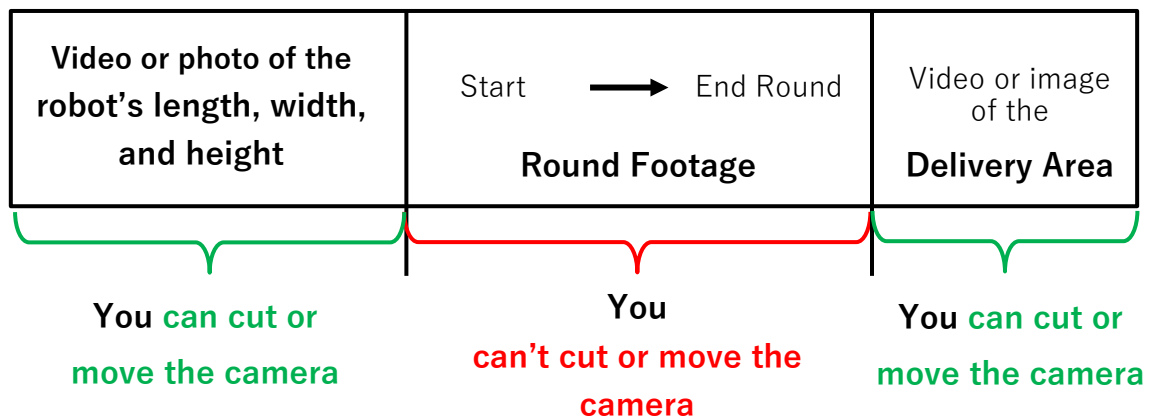 Video or photo of the
robot’s length, width,
and height
Start
End Round
Round Footage
Video or image
of the
Delivery Area
You can cut or
move the camera
You
can’t cut or move the
camera
You can cut or
move the camera